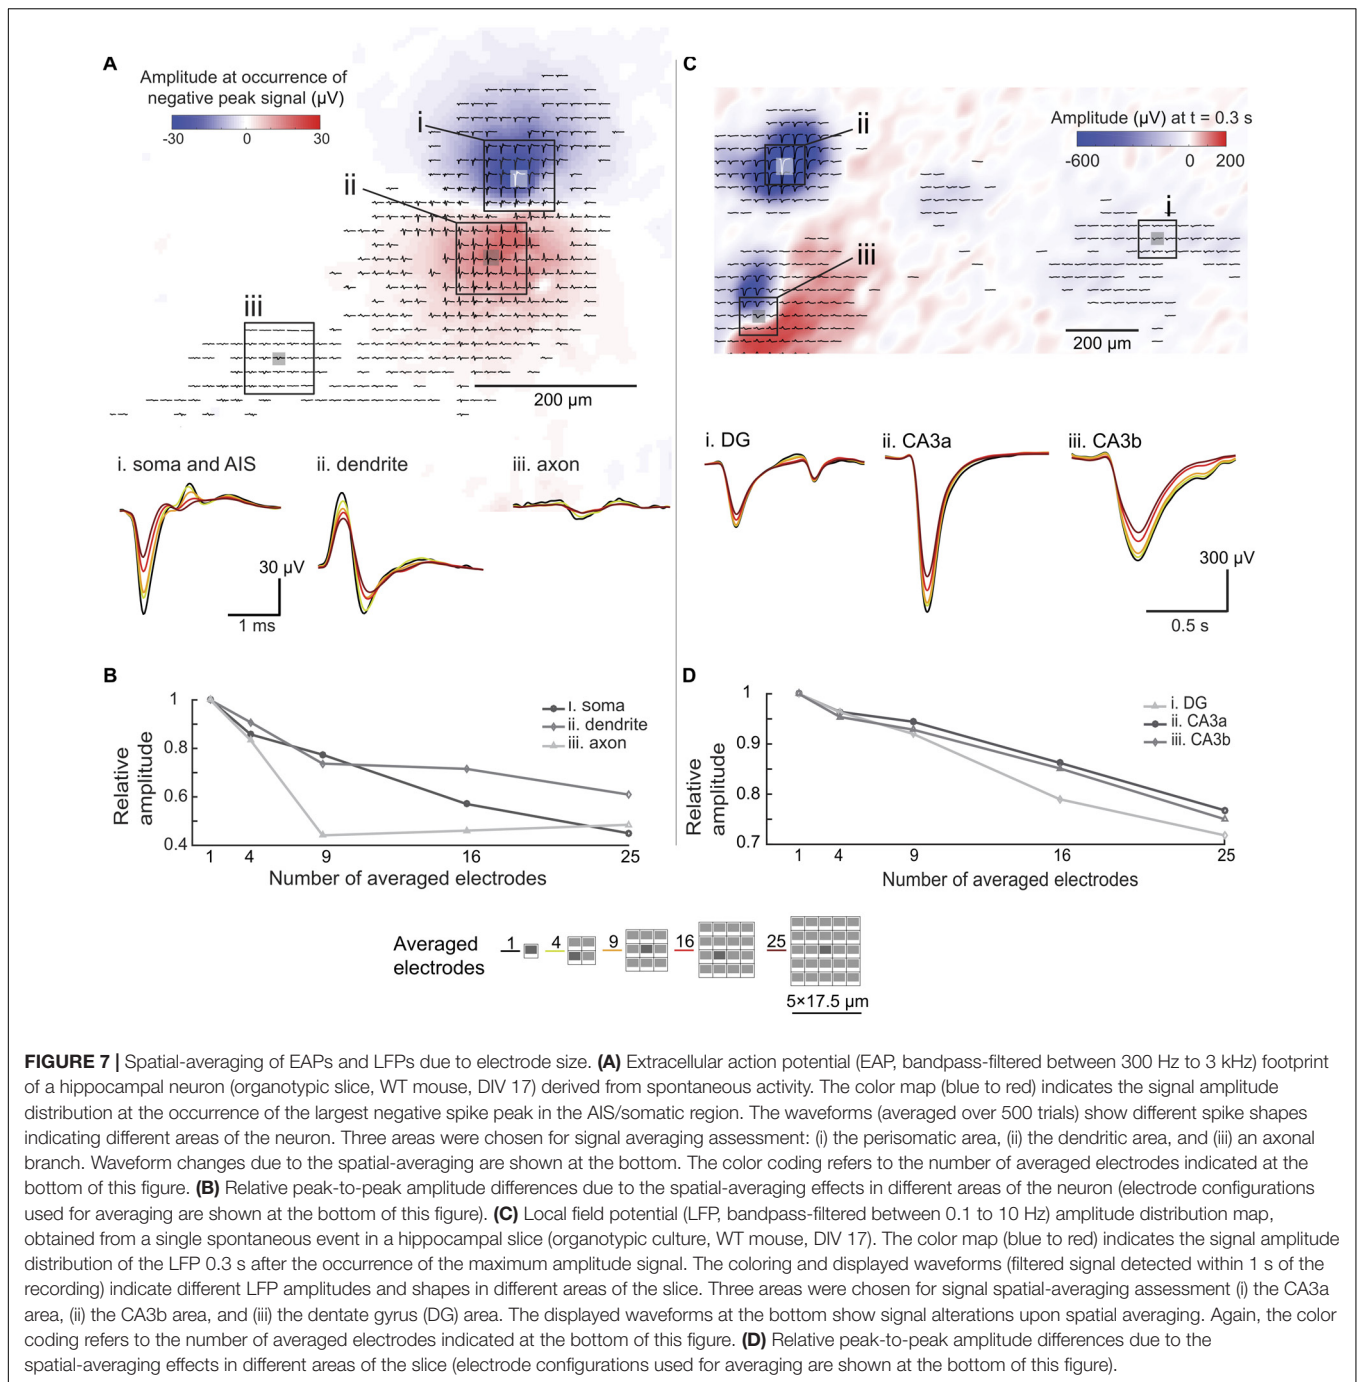 A
Amplitude at occurrence of
negative peak signal (µV)
-30 0 30
i
ii
iii
200 µm
i. soma and AIS
ii. dendrite
iii. axon
30 µV
1 ms
C
Amplitude (µV) at t = 0.3 s
-600 0 200
ii
i
iii
200 µm
i. DG
ii. CA3a
iii. CA3b
300 µV
0.5 s
B
1
0.8
0.6
0.4
Relative
amplitude
i. soma
ii. dendrite
iii. axon
1 4 9 16 25
Number of averaged electrodes
D
1
0.9
0.8
0.7
Relative
amplitude
i. DG
ii. CA3a
iii. CA3b
1 4 9 16 25
Number of averaged electrodes
Averaged
electrodes
1 4 9 16 25
5×17.5 µm
FIGURE 7 | Spatial-averaging of EAPs and LFPs due to electrode size. (A) Extracellular action potential (EAP, bandpass-filtered between 300 Hz to 3 kHz) footprint
of a hippocampal neuron (organotypic slice, WT mouse, DIV 17) derived from spontaneous activity. The color map (blue to red) indicates the signal amplitude
distribution at the occurrence of the largest negative spike peak in the AIS/somatic region. The waveforms (averaged over 500 trials) show different spike shapes
indicating different areas of the neuron. Three areas were chosen for signal averaging assessment: (i) the perisomatic area, (ii) the dendritic area, and (iii) an axonal
branch. Waveform changes due to the spatial-averaging are shown at the bottom. The color coding refers to the number of averaged electrodes indicated at the
bottom of this figure. (B) Relative peak-to-peak amplitude differences due to the spatial-averaging effects in different areas of the neuron (electrode configurations
used for averaging are shown at the bottom of this figure). (C) Local field potential (LFP, bandpass-filtered between 0.1 to 10 Hz) amplitude distribution map,
obtained from a single spontaneous event in a hippocampal slice (organotypic culture, WT mouse, DIV 17). The color map (blue to red) indicates the signal amplitude
distribution of the LFP 0.3 s after the occurrence of the maximum amplitude signal. The coloring and displayed waveforms (filtered signal detected within 1 s of the
recording) indicate different LFP amplitudes and shapes in different areas of the slice. Three areas were chosen for signal spatial-averaging assessment (i) the CA3a
area, (ii) the CA3b area, and (iii) the dentate gyrus (DG) area. The displayed waveforms at the bottom show signal alterations upon spatial averaging. Again, the color
coding refers to the number of averaged electrodes indicated at the bottom of this figure. (D) Relative peak-to-peak amplitude differences due to the
spatial-averaging effects in different areas of the slice (electrode configurations used for averaging are shown at the bottom of this figure).